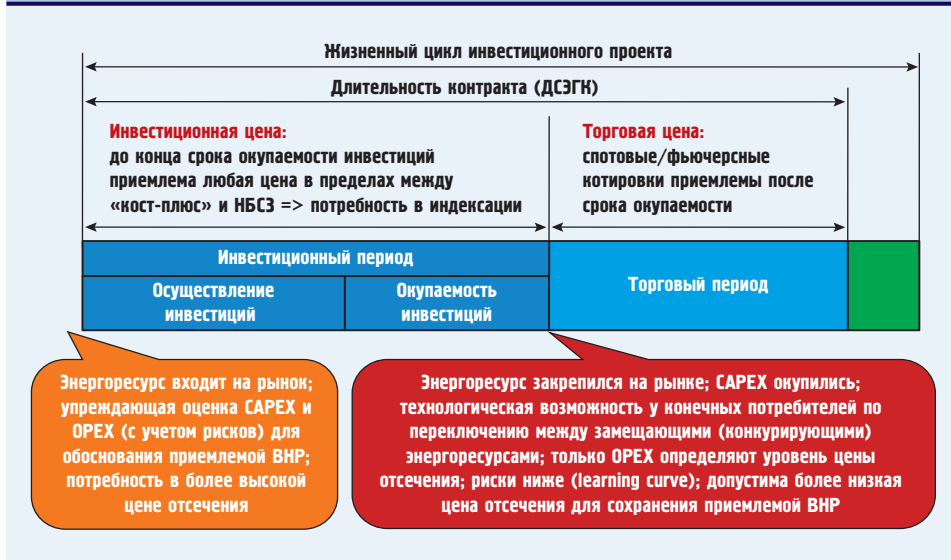 Жизненный цикл инвестиционного проекта
Длительность контракта (ДСЭГК)
Инвестиционная цена:
до конца срока окупаемости инвестиций
приемлема любая цена в пределах между
«кост-плюс» и НБСЗ => потребность в индексации
Торговая цена:
спотовые/фьючерсные
котировки приемлемы после
срока окупаемости
Инвестиционный период
Осуществление
инвестиций
Окупаемость
инвестиций
Торговый период
Энергоресурс входит на рынок;
упреждающая оценка CAPEX и
OPEX (с учетом рисков) для
обоснования приемлемой ВНР;
потребность в более высокой
цене отсечения
Энергоресурс закрепился на рынке; CAPEX окупились;
технологическая возможность у конечных потребителей по
переключению между замещающими (конкурирующими)
энергоресурсами; только OPEX определяют уровень цены
отсечения; риски ниже (learning curve); допустима более низкая
цена отсечения для сохранения приемлемой ВНР